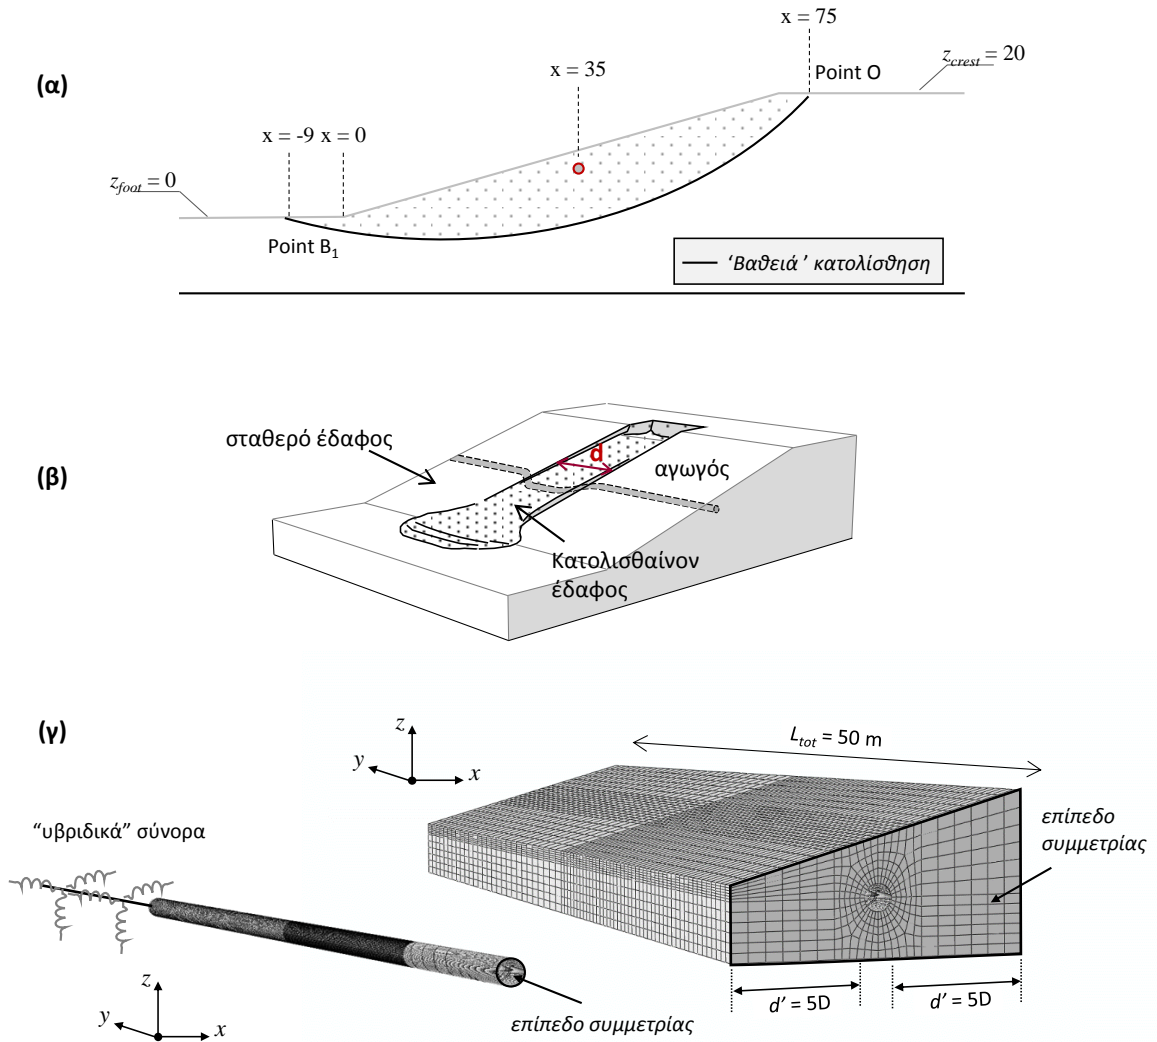 x = 75
(α)
z_crest = 20
x = 35
Point O
x = -9 x = 0
z_foot = 0
Point B₁
‘Βαθειά’ κατολίσθηση
(β)
σταθερό έδαφος
d
αγωγός
Κατολισθαίνον
έδαφος
(γ)
z
y
x
L_tot = 50 m
“υβριδικά” σύνορα
επίπεδο
συμμετρίας
z
y
x
επίπεδο συμμετρίας
d’ = 5D
d’ = 5D